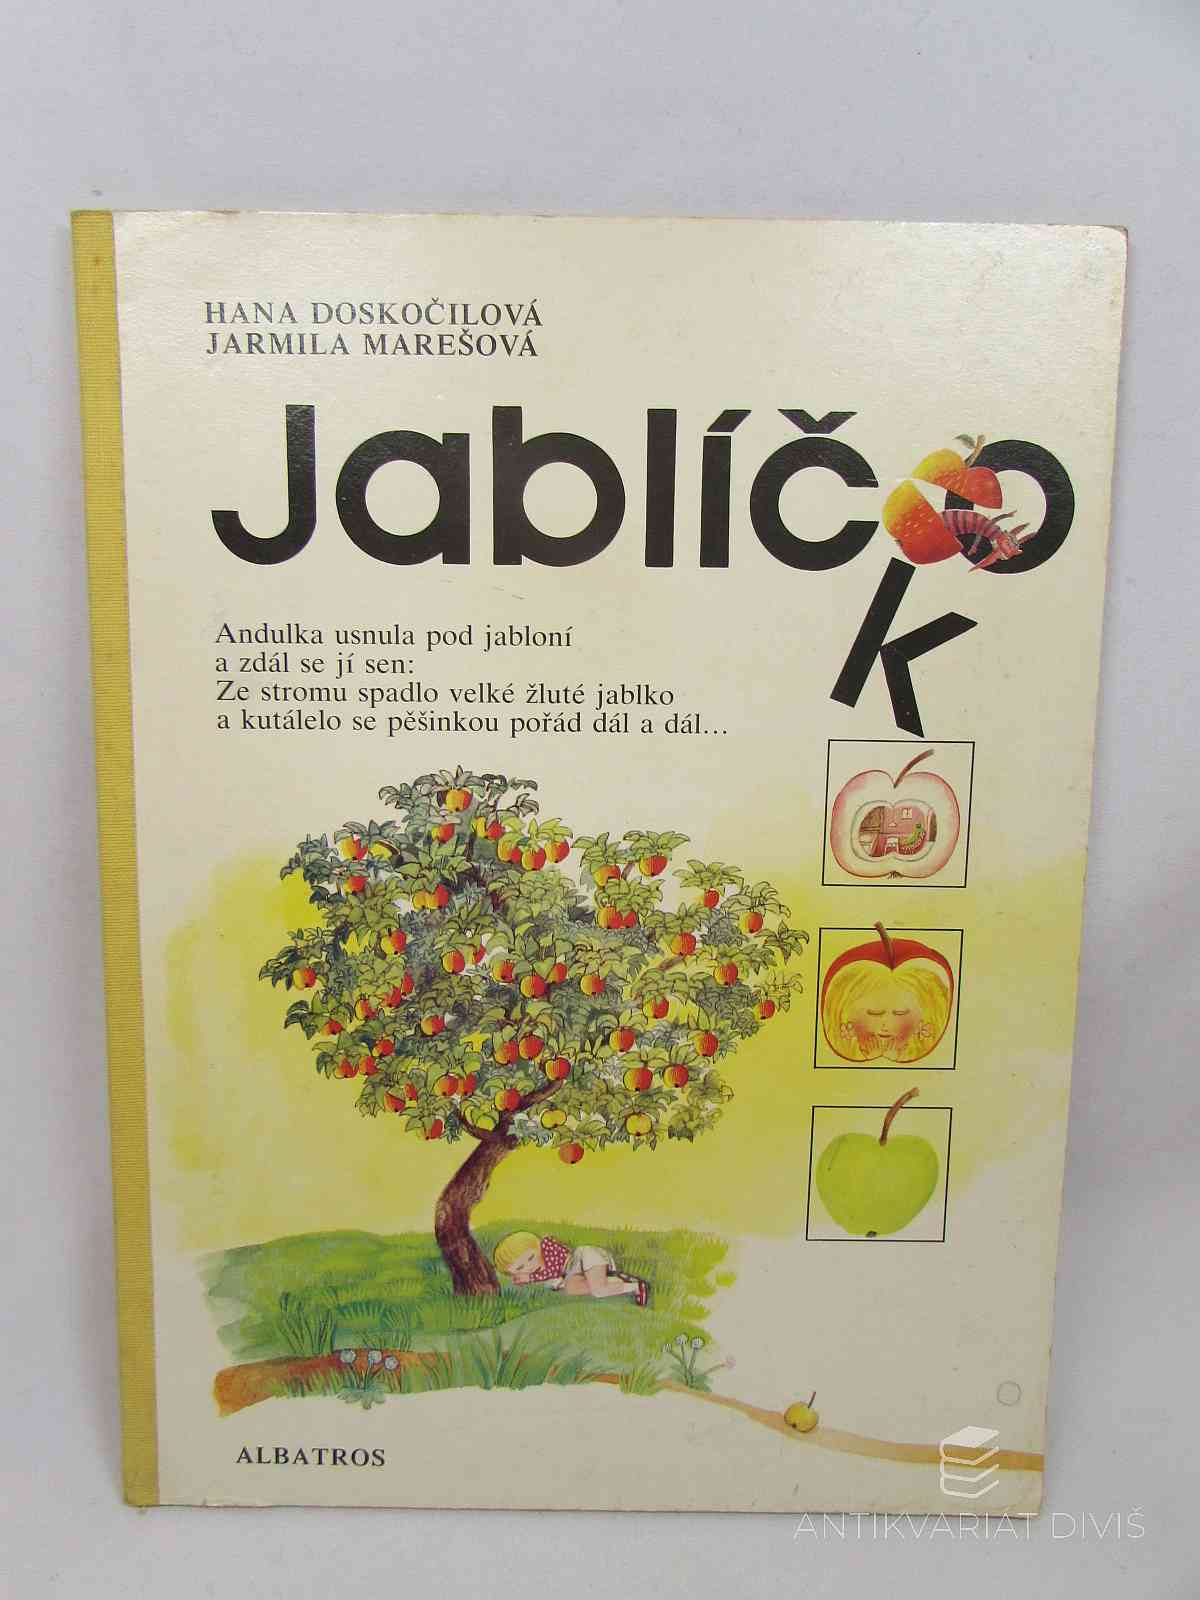 HANA DOSKOČILOVÁ
JARMILA MAREŠOVÁ
Jablíčko
Andulka usnula pod jabloní
a zdál se jí sen:
Ze stromu spadlo velké žluté jablko
a kutálelo se pěšinkou pořád dál a dál...
ALBATROS
ANTIKVARIAT DIVIŠ